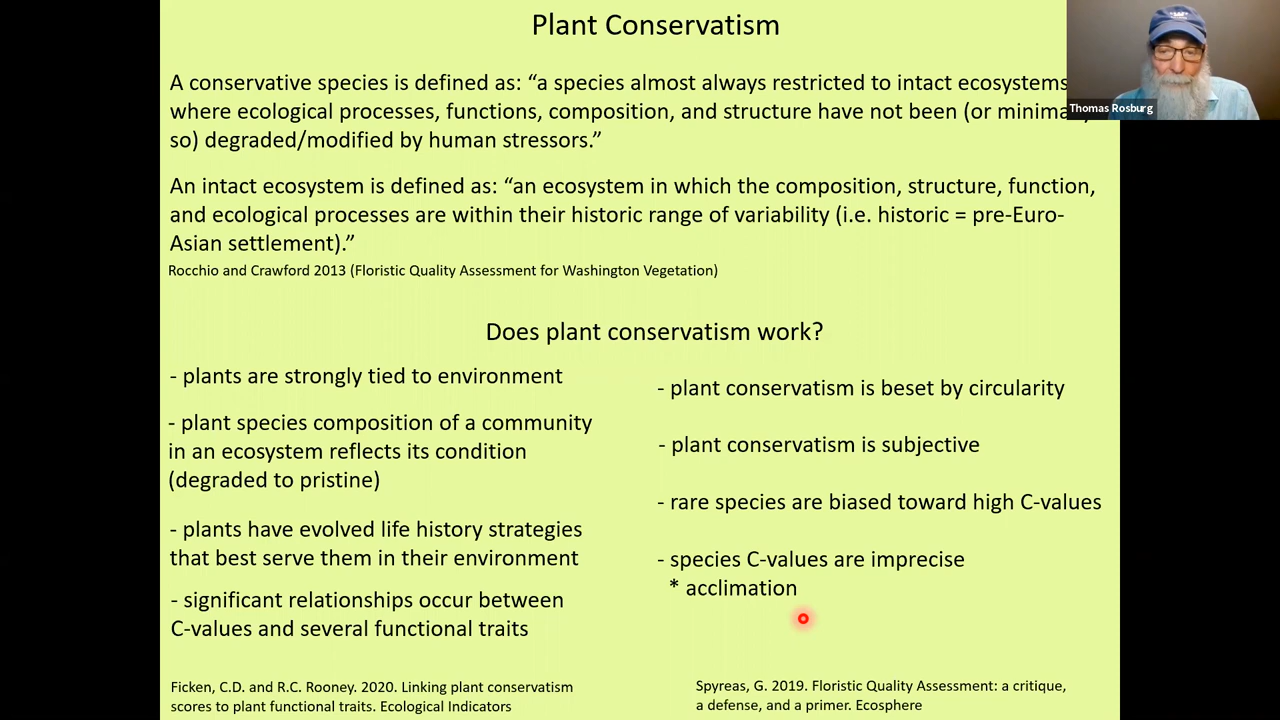 Plant Conservatism
A conservative species is defined as: “a species almost always restricted to intact ecosystems
where ecological processes, functions, composition, and structure have not been (or minimally
so) degraded/modified by human stressors.”
An intact ecosystem is defined as: “an ecosystem in which the composition, structure, function,
and ecological processes are within their historic range of variability (i.e. historic = pre-Euro-
Asian settlement).”
Rocchio and Crawford 2013 (Floristic Quality Assessment for Washington Vegetation)
Does plant conservatism work?
- plants are strongly tied to environment
- plant species composition of a community
in an ecosystem reflects its condition
(degraded to pristine)
- plants have evolved life history strategies
that best serve them in their environment
- significant relationships occur between
C-values and several functional traits
Ficken, C.D. and R.C. Rooney. 2020. Linking plant conservatism
scores to plant functional traits. Ecological Indicators
- plant conservatism is beset by circularity
- plant conservatism is subjective
- rare species are biased toward high C-values
- species C-values are imprecise
* acclimation
Spyreas, G. 2019. Floristic Quality Assessment: a critique,
a defense, and a primer. Ecosphere
Thomas Rosburg